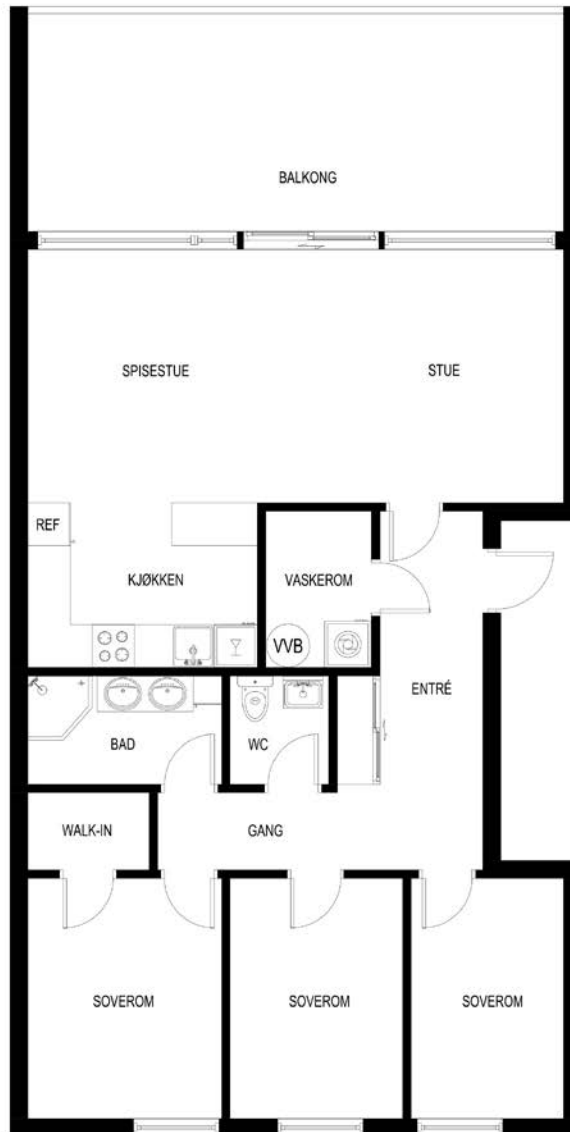 BALKONG
SPISESTUE
STUE
REF
KJØKKEN
VASKEROM
VVB
ENTRÉ
BAD
WC
WALK-IN
GANG
SOVEROM
SOVEROM
SOVEROM